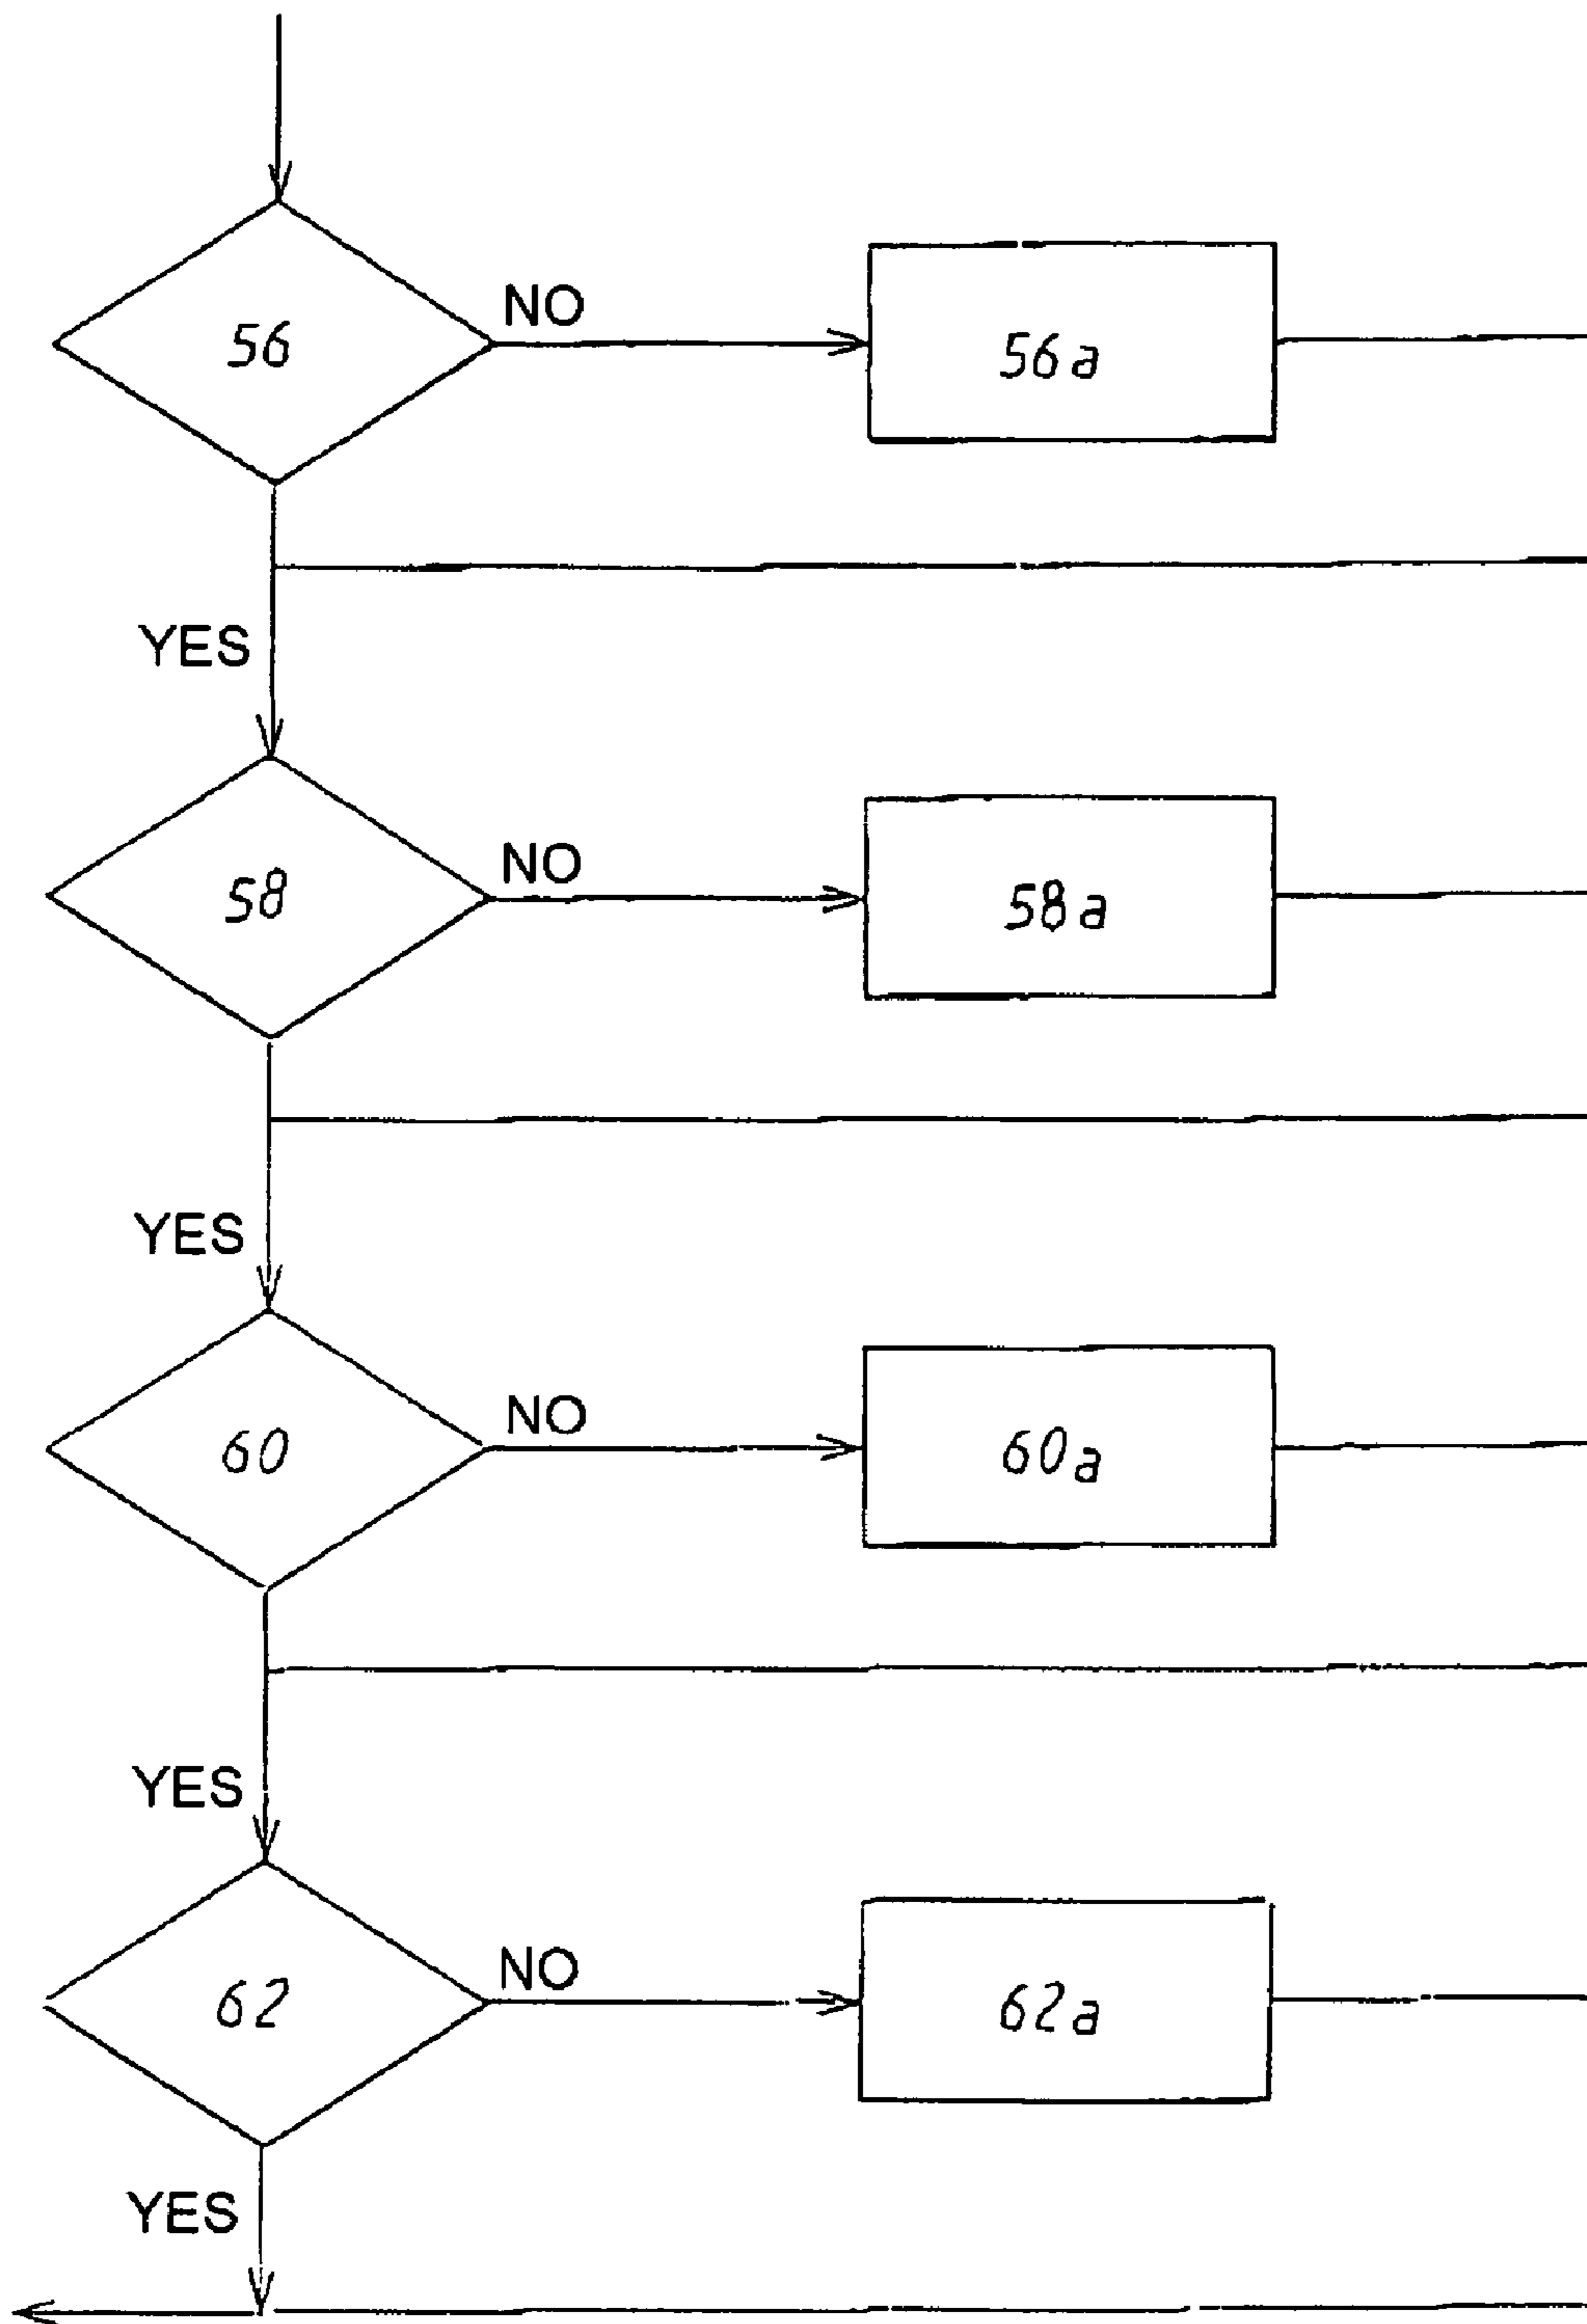 NO
56
56a
YES
NO
58
58a
YES
NO
60
60a
YES
NO
62
62a
YES